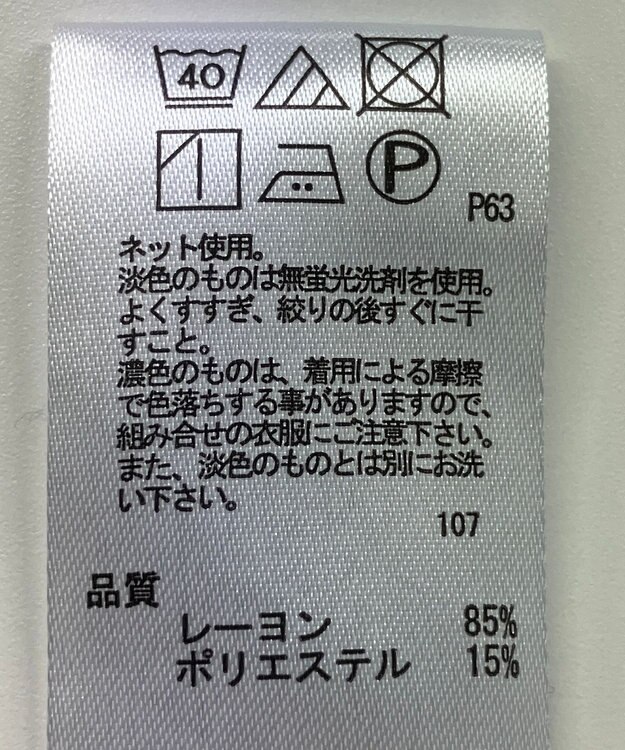 40
P
P63
ネット使用。
淡色のものは無蛍光洗剤を使用。
よくすすぎ、絞りの後すぐに干
すこと。
濃色のものは、着用による摩擦
で色落ちする事がありますので、
組み合せの衣服にご注意下さい。
また、淡色のものとは別にお洗
い下さい。
107
品質
レーヨン 85%
ポリエステル 15%